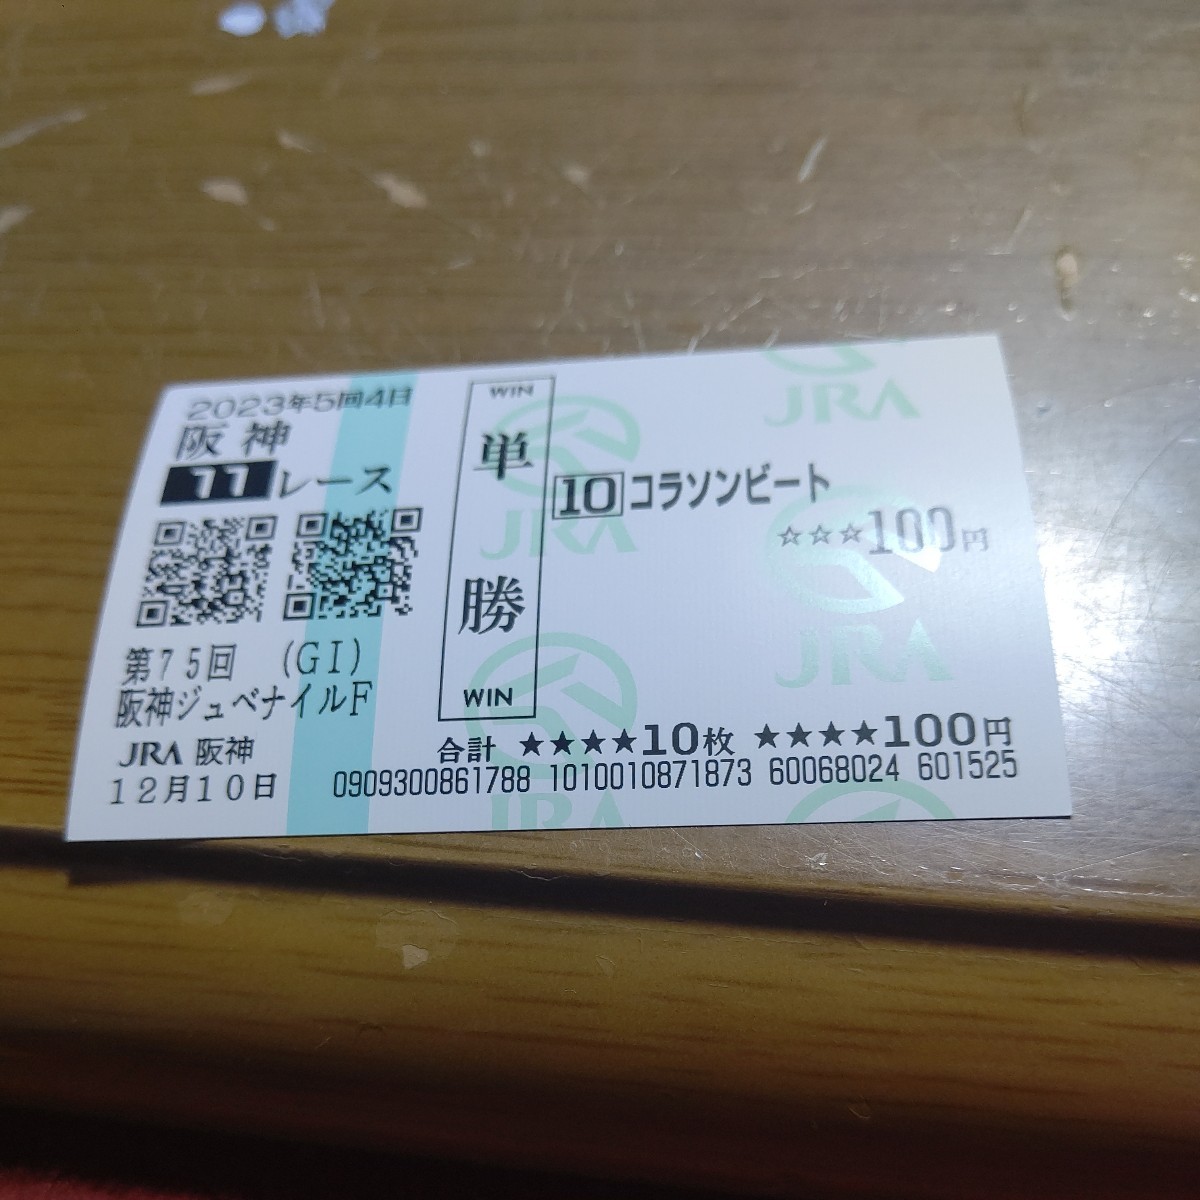 2023年5回4日
阪神
11レース
第75回 (GI)
阪神ジュベナイルF
JRA 阪神
12月10日
WIN
単勝
WIN
10 コラソンビート
☆☆☆100円
合計 ★★★★10枚 ★★★★100円
0909300861788 1010010871873 60068024 601525
JRA
JRA
JRA
JRA